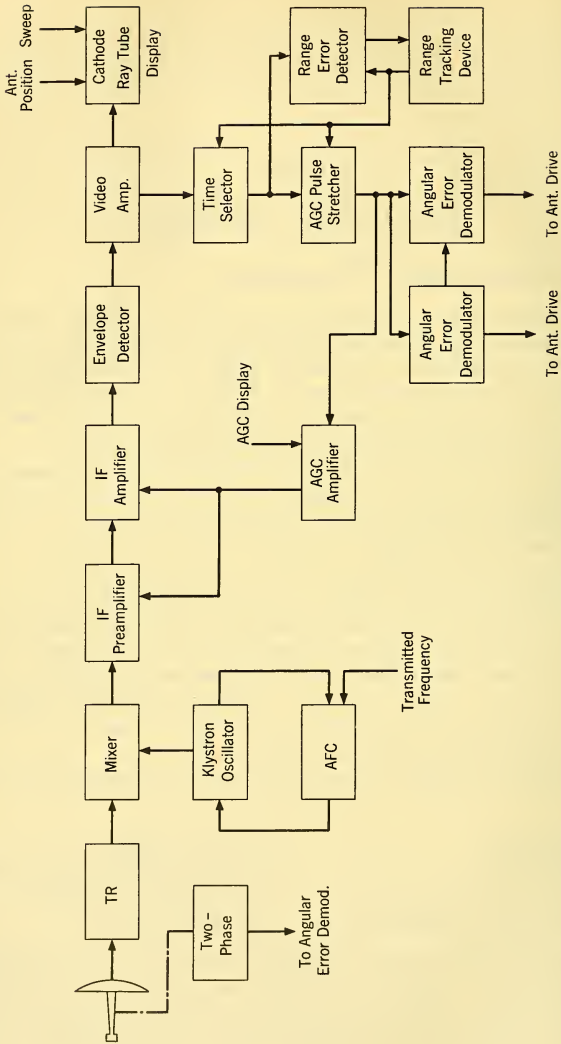 TR
Mixer
IF
Preamplifier
IF
Amplifier
Envelope
Detector
Video
Amp.
Cathode
Ray Tube
Display
Ant.
Position
Sweep
Two –
Phase
To Angular
Error Demod.
Klystron
Oscillator
AFC
Transmitted
Frequency
AGC Display
AGC
Amplifier
Time
Selector
AGC Pulse
Stretcher
Range
Error
Detector
Range
Tracking
Device
Angular
Error
Demodulator
Angular
Error
Demodulator
To Ant. Drive
To Ant. Drive